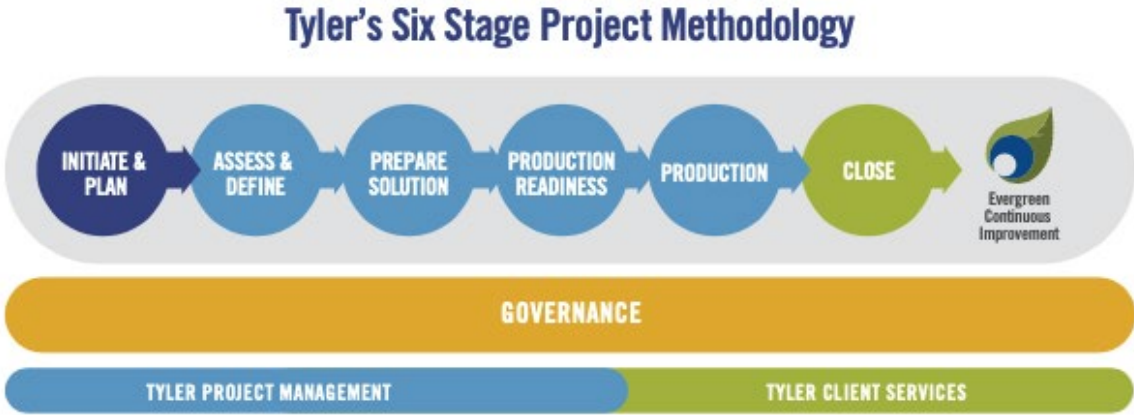 Tyler's Six Stage Project Methodology
INITIATE &
PLAN
ASSESS &
DEFINE
PREPARE
SOLUTION
PRODUCTION
READINESS
PRODUCTION
CLOSE
Evergreen
Continuous
Improvement
GOVERNANCE
TYLER PROJECT MANAGEMENT
TYLER CLIENT SERVICES